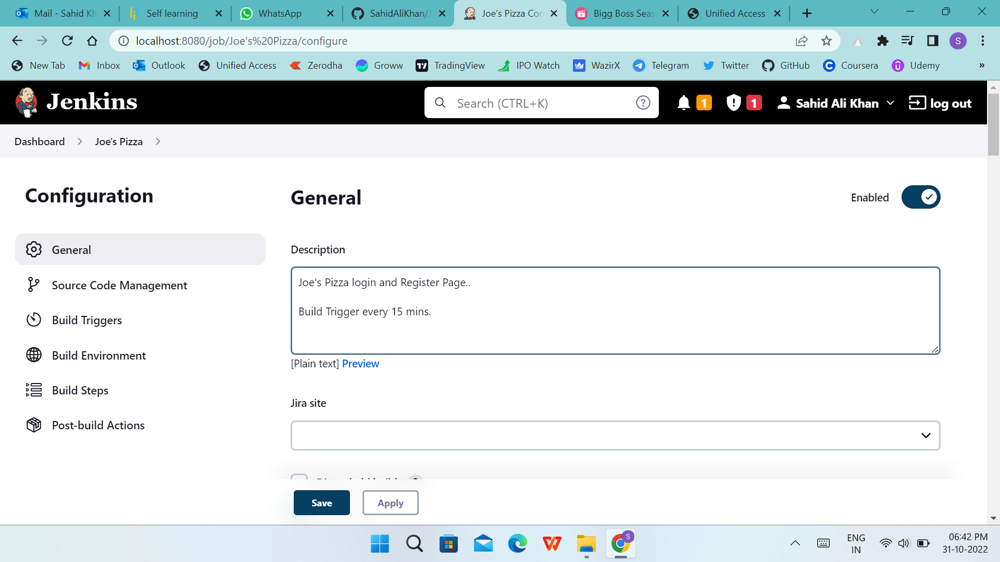 Mail - Sahid Kh
Self learning
WhatsApp
SahidAliKhan/J
Joe's Pizza Con
Bigg Boss Seas
Unified Access
localhost:8080/job/Joe's%20Pizza/configure
S
New Tab
Inbox
Outlook
Unified Access
Zerodha
Groww
TradingView
IPO Watch
WazirX
Telegram
Twitter
GitHub
Coursera
Udemy
»
Jenkins
Search (CTRL+K)
1
1
Sahid Ali Khan
log out
Dashboard
Joe's Pizza
Configuration
General
Source Code Management
Build Triggers
Build Environment
Build Steps
Post-build Actions
General
Enabled
Description
Joe's Pizza login and Register Page..
Build Trigger every 15 mins.
[Plain text] Preview
Jira site
Save
Apply
S
ENG
IN
06:42 PM
31-10-2022